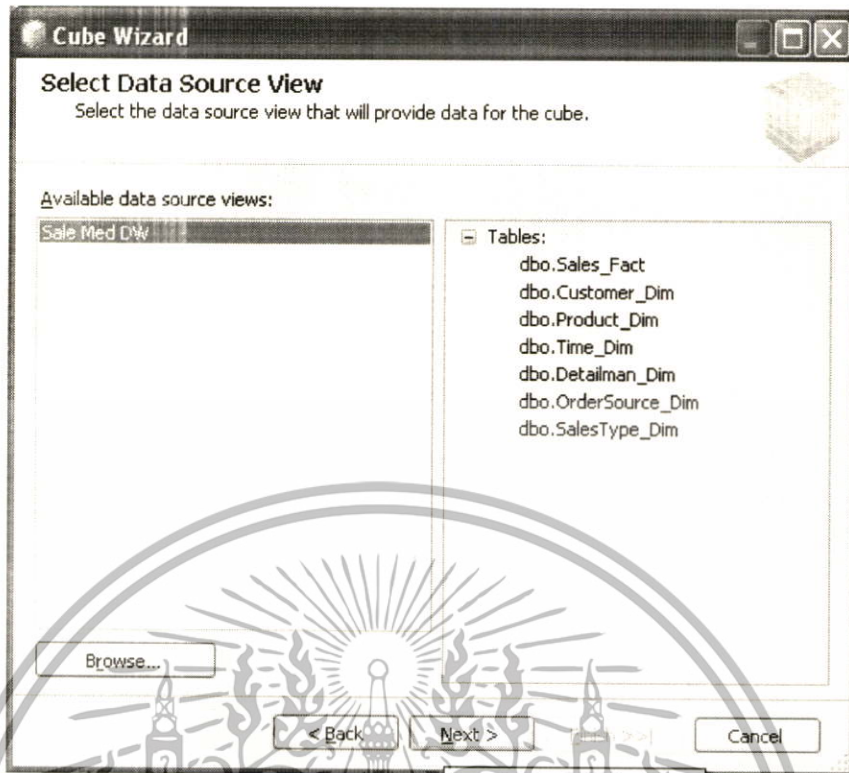 Cube Wizard
Select Data Source View
Select the data source view that will provide data for the cube.
Available data source views:
Sale Med DW
Tables:
dbo.Sales_Fact
dbo.Customer_Dim
dbo.Product_Dim
dbo.Time_Dim
dbo.Detailman_Dim
dbo.OrderSource_Dim
dbo.SalesType_Dim
Browse...
< Back
Next >
Cancel